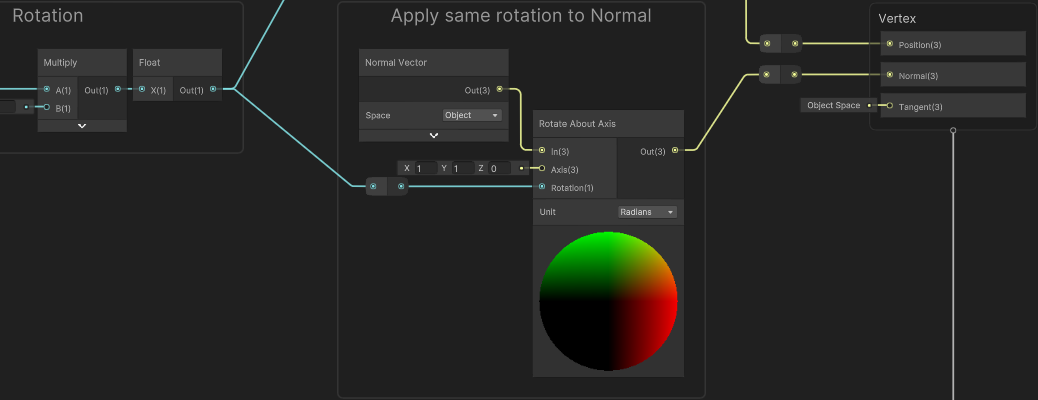 Rotation
Multiply
A(1)
Out(1)
B(1)
Float
X(1)
Out(1)
Apply same rotation to Normal
Normal Vector
Out(3)
Space
Object
X 1 Y 1 Z 0
Rotate About Axis
In(3)
Out(3)
Axis(3)
Rotation(1)
Unit
Radians
Vertex
Position(3)
Normal(3)
Object Space
Tangent(3)